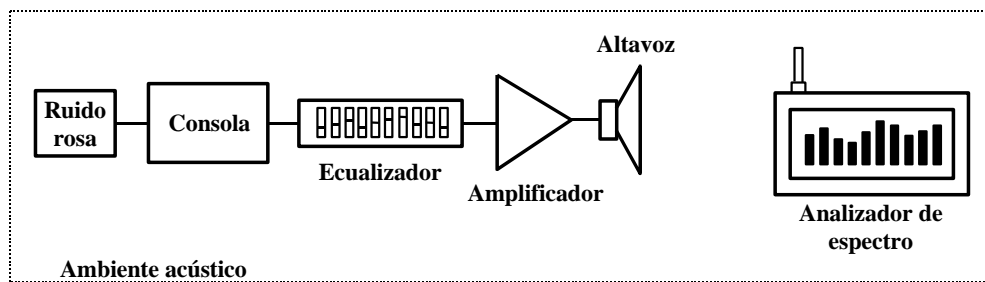 Altavoz
Ruido
rosa
Consola
Ecualizador
Amplificador
Analizador de
espectro
Ambiente acústico